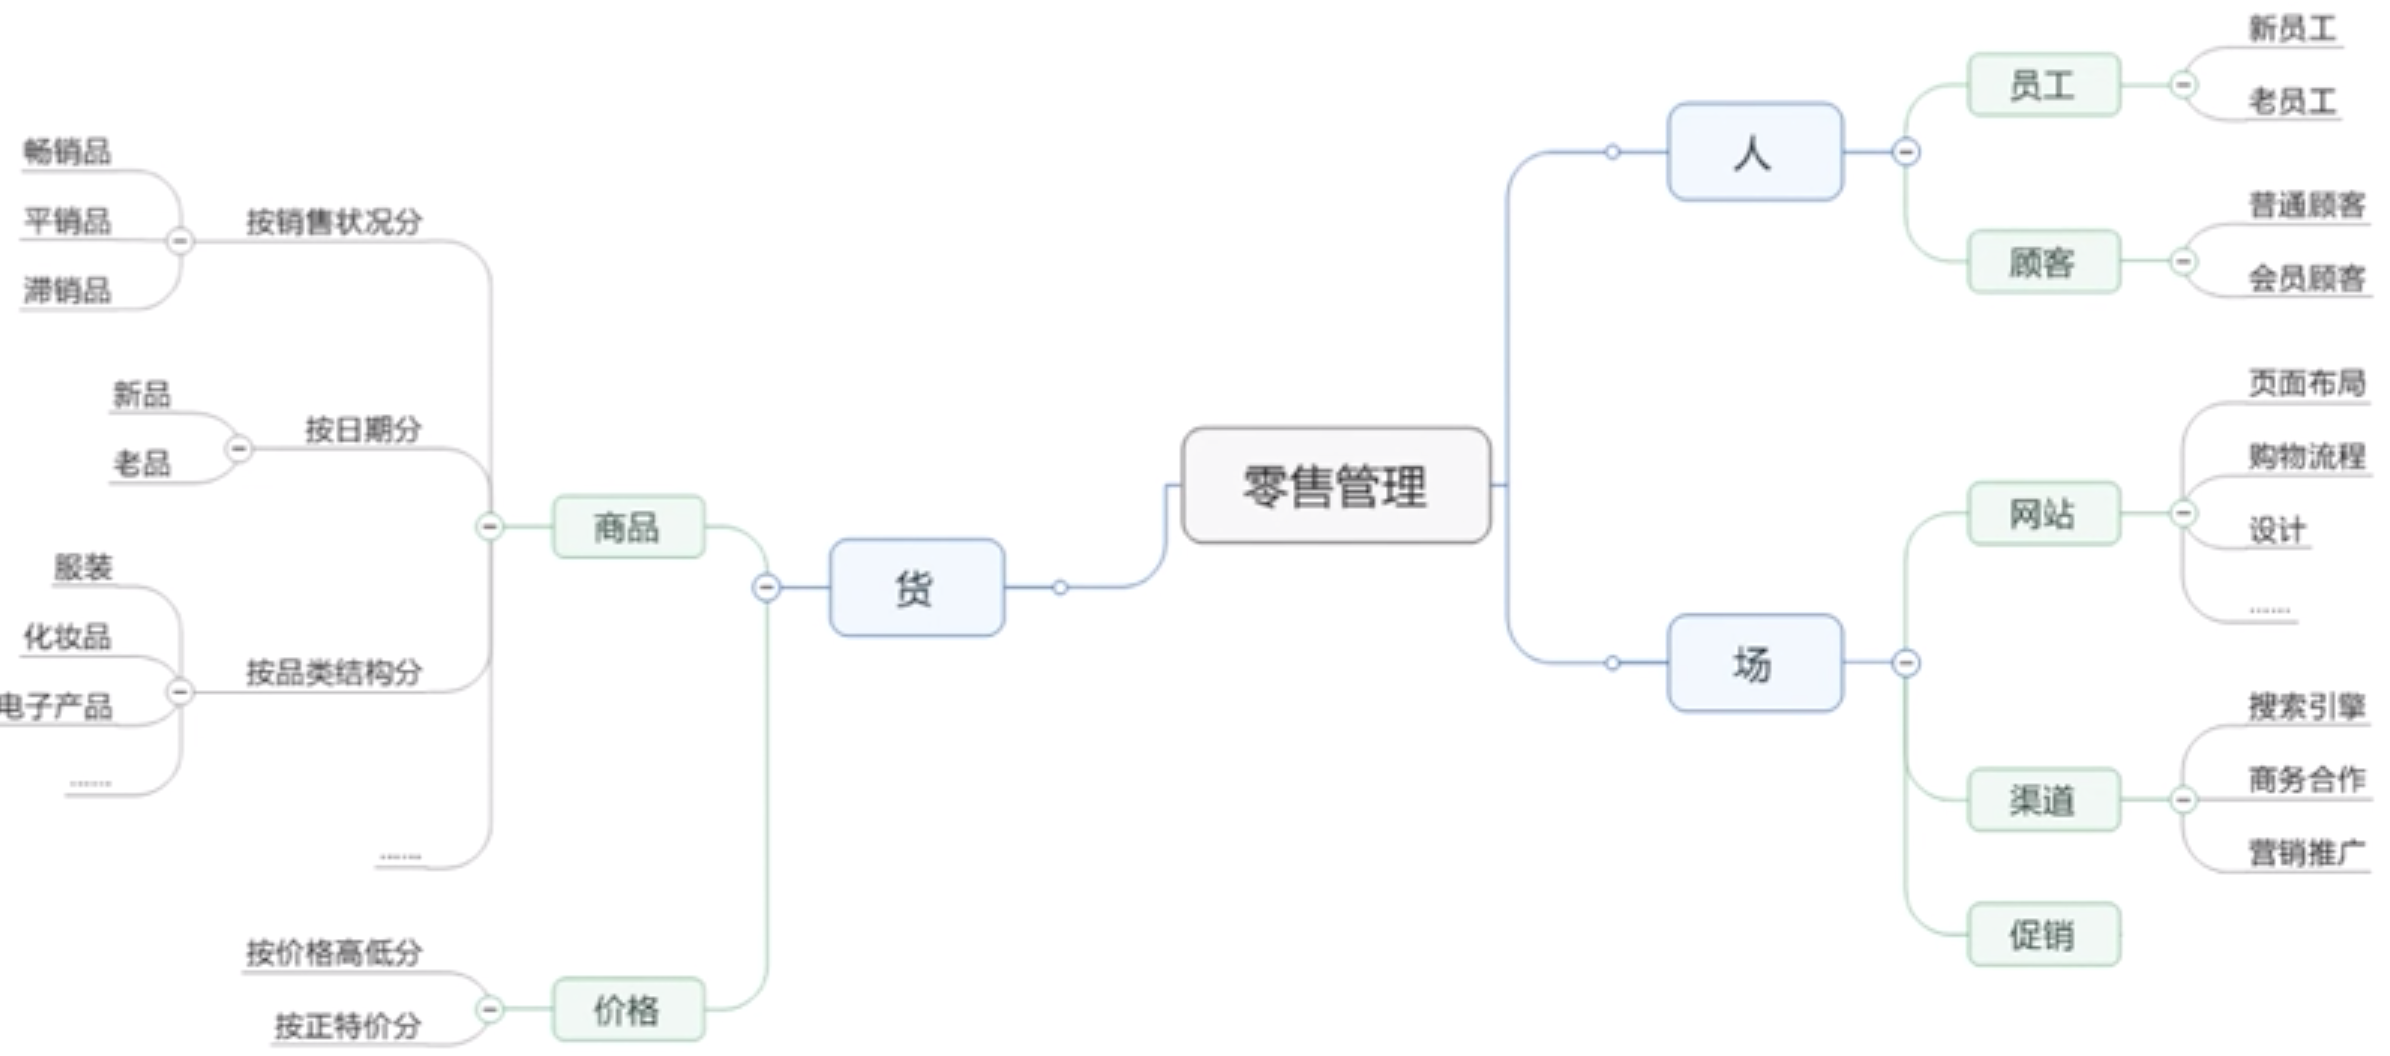 零售管理
人
员工
新员工
老员工
顾客
普通顾客
会员顾客
场
网站
页面布局
购物流程
设计
……
渠道
搜索引擎
商务合作
营销推广
促销
货
商品
按销售状况分
畅销品
平销品
滞销品
按日期分
新品
老品
按品类结构分
服装
化妆品
电子产品
……
……
价格
按价格高低分
按正特价分